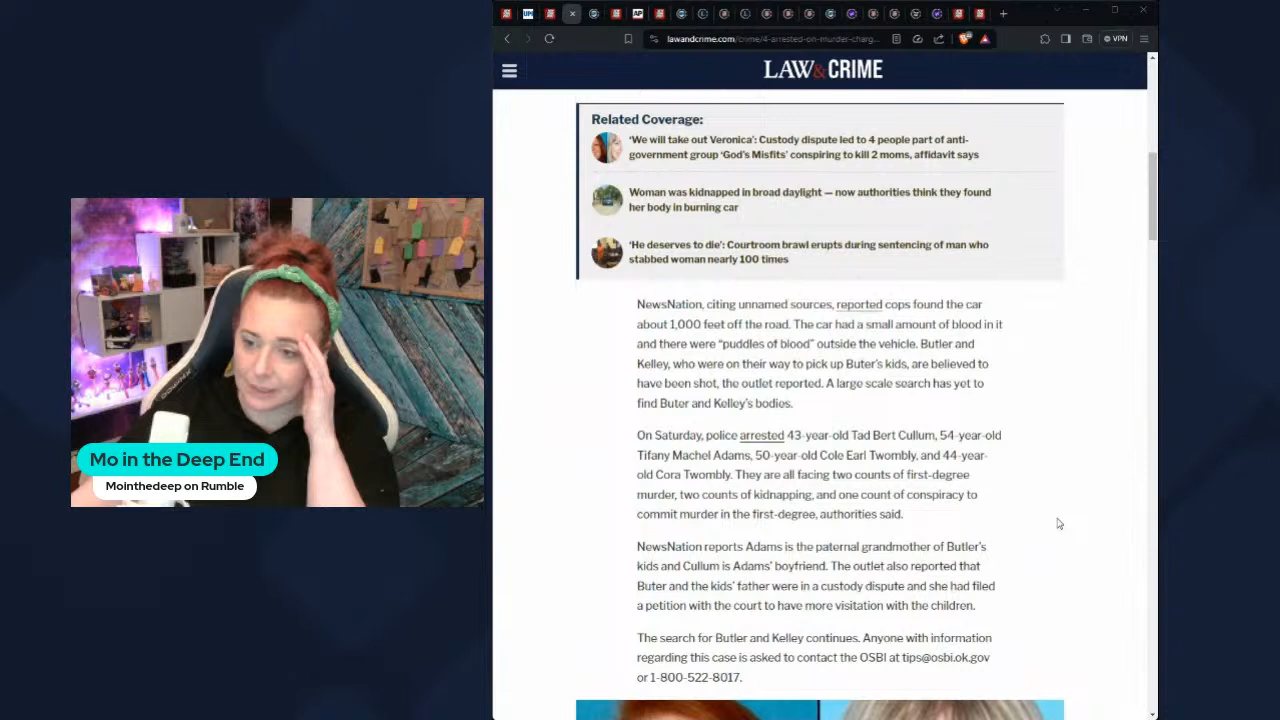 lawandcrime.com/crime/4-arrested-on-murder-charg...
VPN
LAW&CRIME
Related Coverage:
‘We will take out Veronica’: Custody dispute led to 4 people part of anti-
government group ‘God’s Misfits’ conspiring to kill 2 moms, affidavit says
Woman was kidnapped in broad daylight — now authorities think they found
her body in burning car
‘He deserves to die’: Courtroom brawl erupts during sentencing of man who
stabbed woman nearly 100 times
NewsNation, citing unnamed sources, reported cops found the car
about 1,000 feet off the road. The car had a small amount of blood in it
and there were “puddles of blood” outside the vehicle. Butler and
Kelley, who were on their way to pick up Buter’s kids, are believed to
have been shot, the outlet reported. A large scale search has yet to
find Buter and Kelley’s bodies.
On Saturday, police arrested 43-year-old Tad Bert Cullum, 54-year-old
Tifany Machel Adams, 50-year-old Cole Earl Twombly, and 44-year-
old Cora Twombly. They are all facing two counts of first-degree
murder, two counts of kidnapping, and one count of conspiracy to
commit murder in the first-degree, authorities said.
NewsNation reports Adams is the paternal grandmother of Butler’s
kids and Cullum is Adams’ boyfriend. The outlet also reported that
Buter and the kids’ father were in a custody dispute and she had filed
a petition with the court to have more visitation with the children.
The search for Butler and Kelley continues. Anyone with information
regarding this case is asked to contact the OSBI at tips@osbi.ok.gov
or 1-800-522-8017.
Mo in the Deep End
Mointhedeep on Rumble